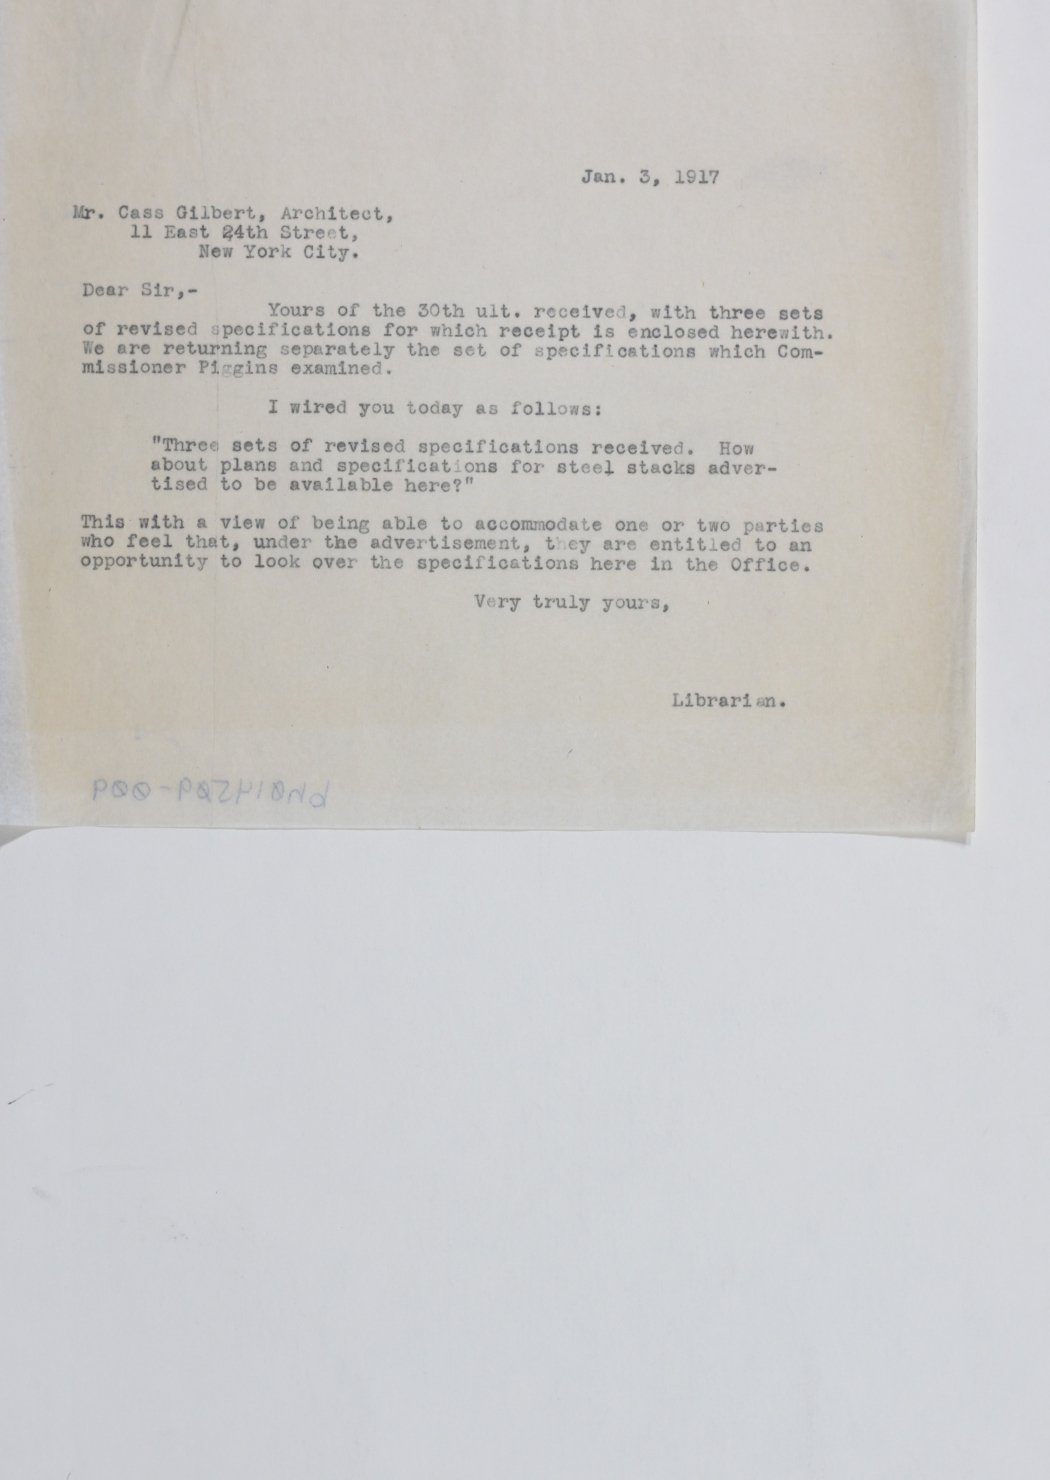 Jan. 3, 1917
Mr. Cass Gilbert, Architect,
11 East 24th Street,
New York City.
Dear Sir,-
Yours of the 30th ult. received, with three sets
of revised specifications for which receipt is enclosed herewith.
We are returning separately the set of specifications which Com-
missioner Piggins examined.
I wired you today as follows:
"Three sets of revised specifications received. How
about plans and specifications for steel stacks adver-
tised to be available here?"
This with a view of being able to accommodate one or two parties
who feel that, under the advertisement, they are entitled to an
opportunity to look over the specifications here in the Office.
Very truly yours,
Librarian.